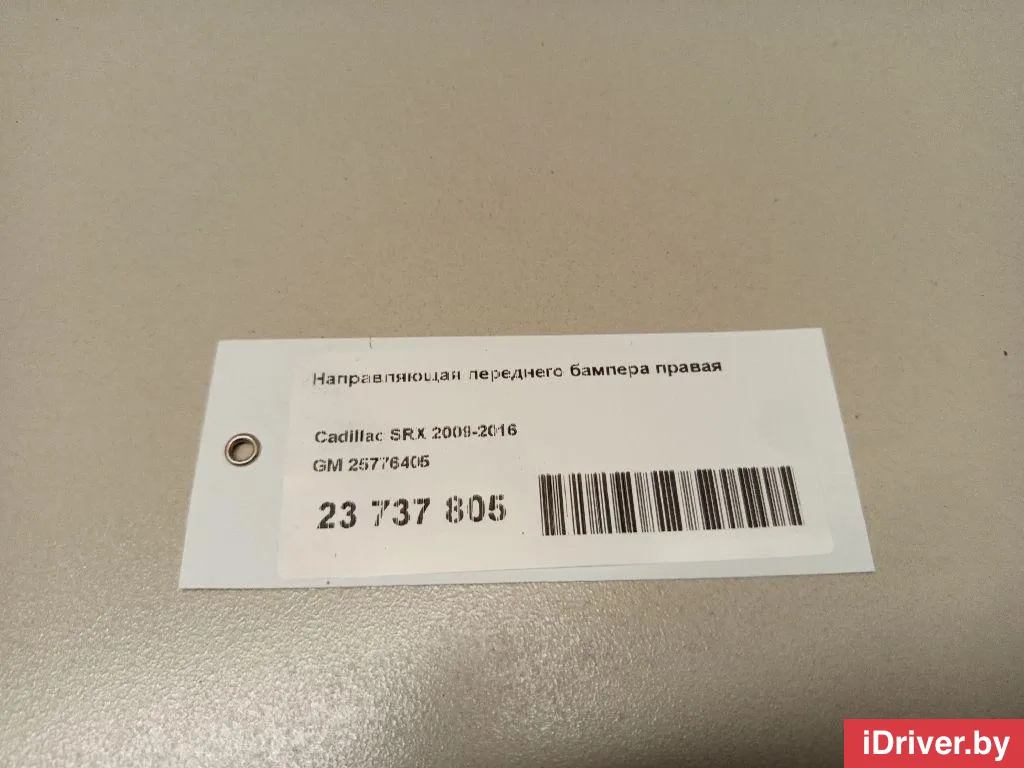 Направляющая переднего бампера правая
Cadillac SRX 2009-2016
GM 25776405
23 737 805
iDriver.by